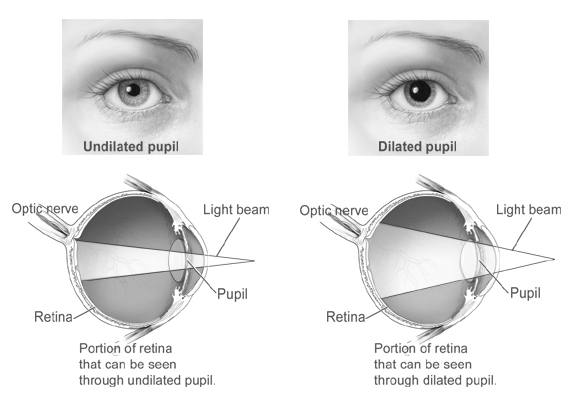 Undilated pupil
Dilated pupil
Optic nerve
Light beam
Pupil
Retina
Portion of retina
that can be seen
through undilated pupil.
Optic nerve
Light beam
Pupil
Retina
Portion of retina
that can be seen
through dilated pupil.